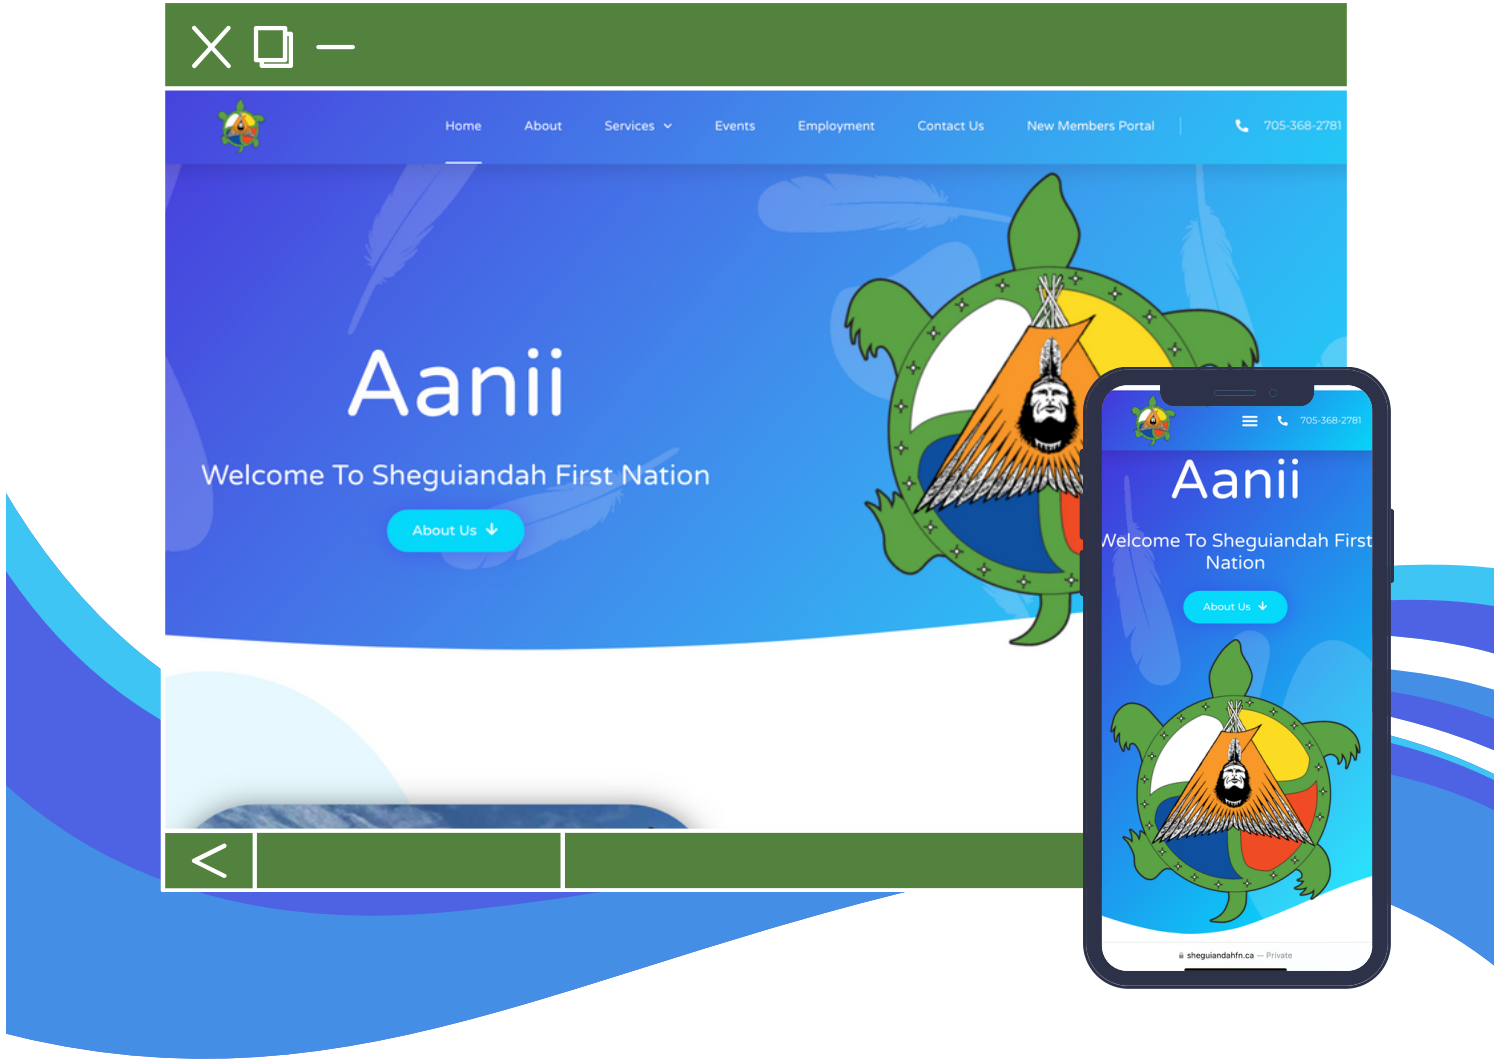 Home About Services Events Employment Contact Us New Members Portal 705-368-2781
Aanii
Welcome To Sheguiandah First Nation
About Us
705-368-2781
Aanii
Welcome To Sheguiandah First
Nation
About Us
sheguiandahfn.ca — Private